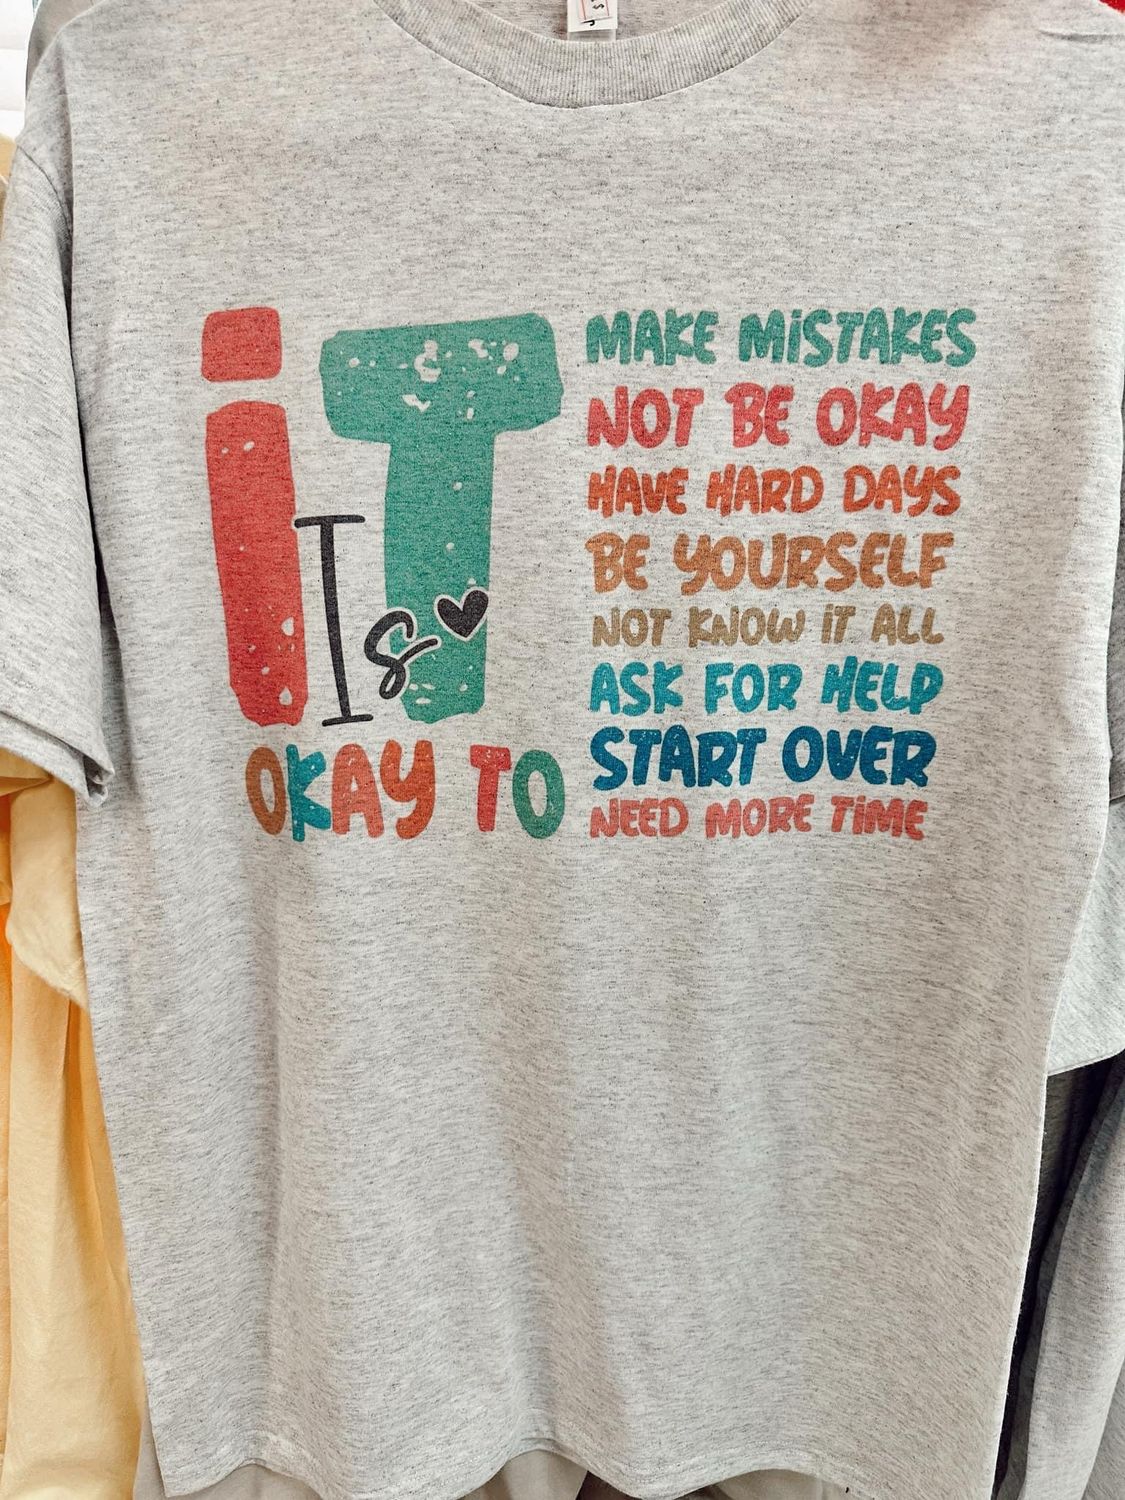 iT
Is
OKAY TO
MAKE MiSTAKES
NOT BE OKAY
HAVE HARD DAYS
BE YOURSELF
NOT KNOW iT ALL
ASK FOR HELP
START OVER
NEED MORE TiME